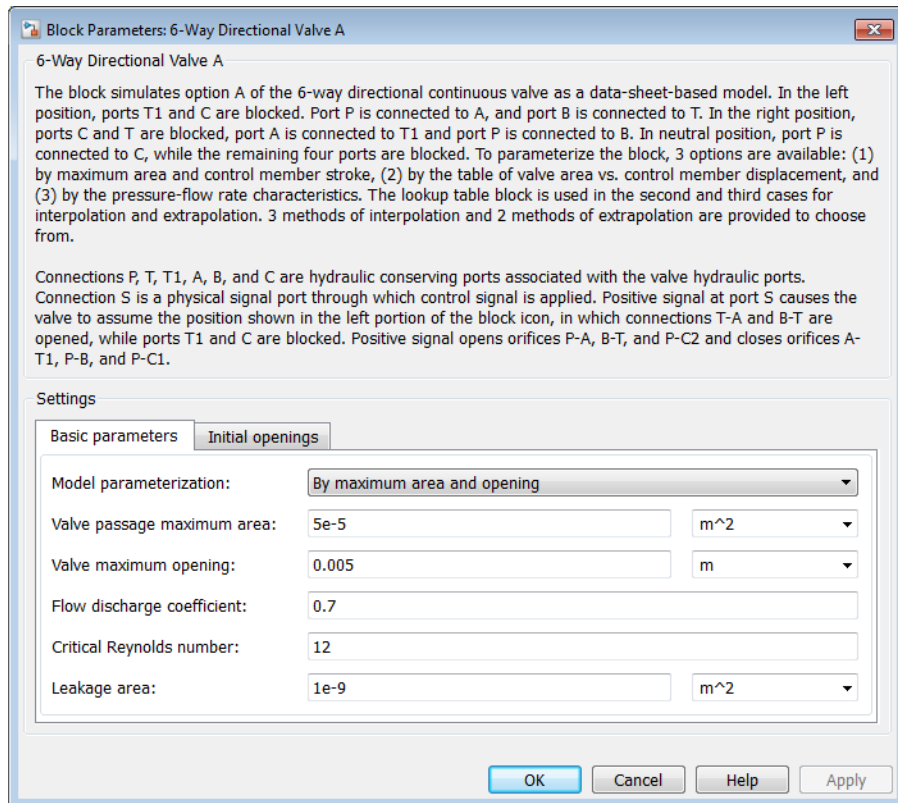 Block Parameters: 6-Way Directional Valve A
6-Way Directional Valve A
The block simulates option A of the 6-way directional continuous valve as a data-sheet-based model. In the left
position, ports T1 and C are blocked. Port P is connected to A, and port B is connected to T. In the right position,
ports C and T are blocked, port A is connected to T1 and port P is connected to B. In neutral position, port P is
connected to C, while the remaining four ports are blocked. To parameterize the block, 3 options are available: (1)
by maximum area and control member stroke, (2) by the table of valve area vs. control member displacement, and
(3) by the pressure-flow rate characteristics. The lookup table block is used in the second and third cases for
interpolation and extrapolation. 3 methods of interpolation and 2 methods of extrapolation are provided to choose
from.
Connections P, T, T1, A, B, and C are hydraulic conserving ports associated with the valve hydraulic ports.
Connection S is a physical signal port through which control signal is applied. Positive signal at port S causes the
valve to assume the position shown in the left portion of the block icon, in which connections T-A and B-T are
opened, while ports T1 and C are blocked. Positive signal opens orifices P-A, B-T, and P-C2 and closes orifices A-
T1, P-B, and P-C1.
Settings
Basic parameters Initial openings
Model parameterization: By maximum area and opening
Valve passage maximum area: 5e-5 m^2
Valve maximum opening: 0.005 m
Flow discharge coefficient: 0.7
Critical Reynolds number: 12
Leakage area: 1e-9 m^2
OK Cancel Help Apply